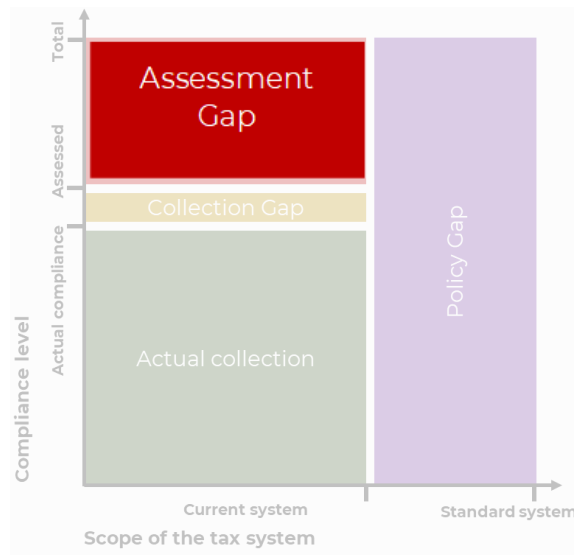 Total
Assessment
Gap
Assessed
Collection Gap
Policy Gap
Actual compliance
Actual collection
Compliance level
Current system
Standard system
Scope of the tax system